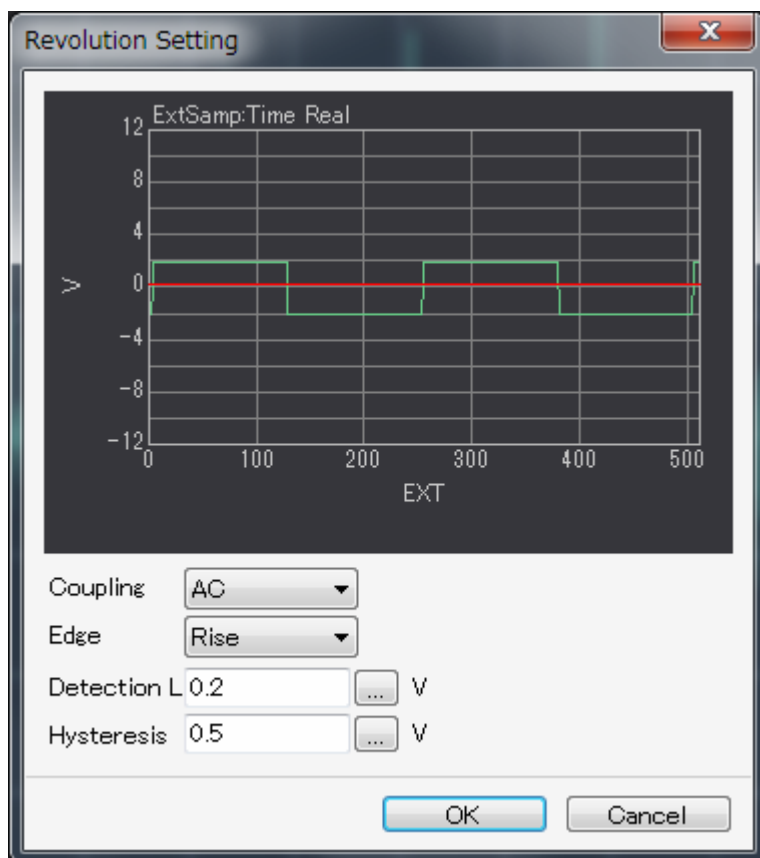 Revolution Setting
ExtSamp:Time Real
12
8
4
0
-4
-8
-12
V
0 100 200 300 400 500
EXT
Coupling AC
Edge Rise
Detection L 0.2 ... V
Hysteresis 0.5 ... V
OK Cancel